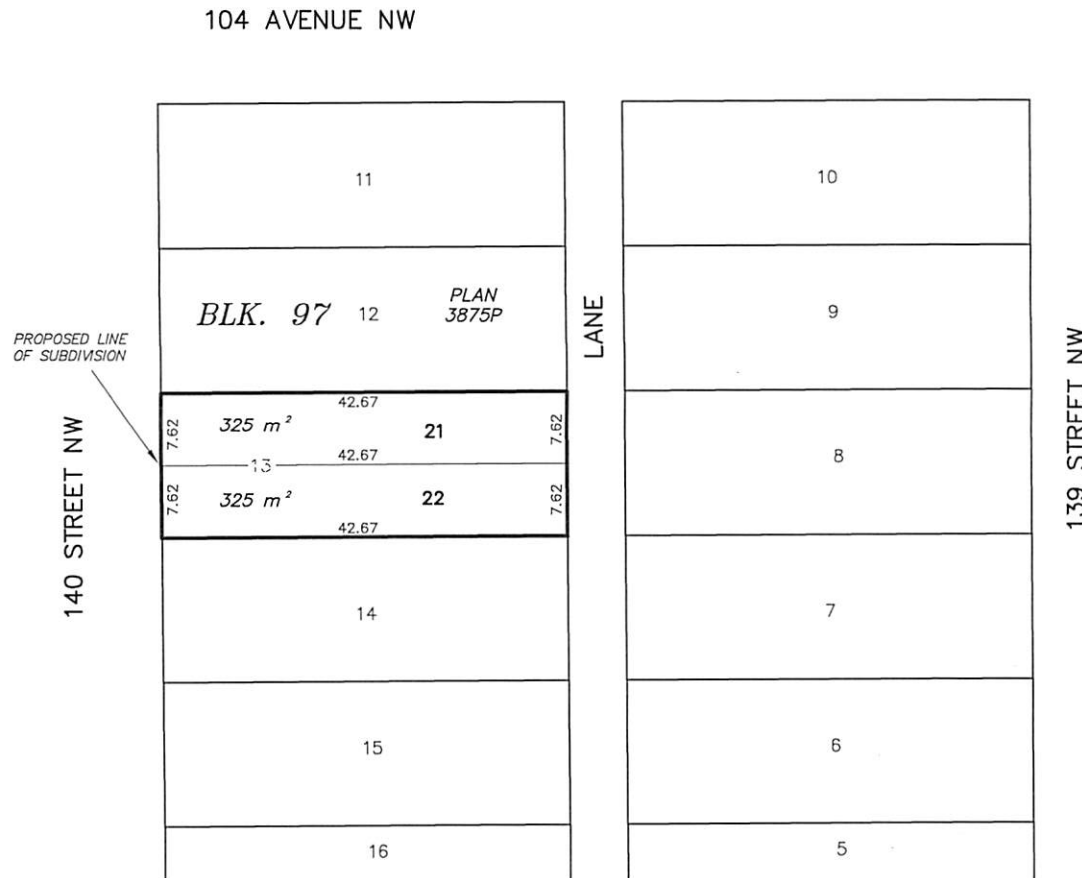 104 AVENUE NW
11
10
BLK. 97
12
PLAN
3875P
LANE
9
PROPOSED LINE
OF SUBDIVISION
140 STREET NW
139 STREET NW
42.67
7.62
325 m²
21
7.62
13
42.67
8
7.62
325 m²
22
7.62
42.67
14
7
15
6
16
5